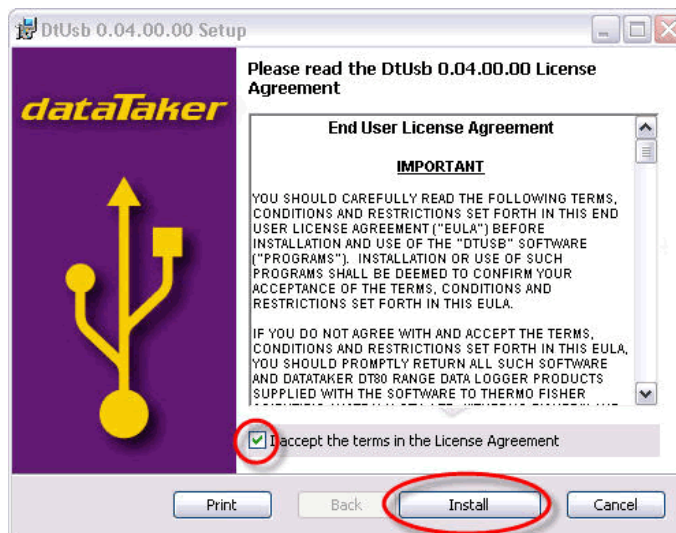 DtUsb 0.04.00.00 Setup
dataTaker
Please read the DtUsb 0.04.00.00 License
Agreement
End User License Agreement
IMPORTANT
YOU SHOULD CAREFULLY READ THE FOLLOWING TERMS,
CONDITIONS AND RESTRICTIONS SET FORTH IN THIS END
USER LICENSE AGREEMENT ("EULA") BEFORE
INSTALLATION AND USE OF THE "DTUSB" SOFTWARE
("PROGRAMS"). INSTALLATION OR USE OF SUCH
PROGRAMS SHALL BE DEEMED TO CONFIRM YOUR
ACCEPTANCE OF THE TERMS, CONDITIONS AND
RESTRICTIONS SET FORTH IN THIS EULA.
IF YOU DO NOT AGREE WITH AND ACCEPT THE TERMS,
CONDITIONS AND RESTRICTIONS SET FORTH IN THIS EULA,
YOU SHOULD PROMPTLY RETURN ALL SUCH SOFTWARE
AND DATATAKER DT80 RANGE DATA LOGGER PRODUCTS
SUPPLIED WITH THE SOFTWARE TO THERMO FISHER
I accept the terms in the License Agreement
Print
Back
Install
Cancel